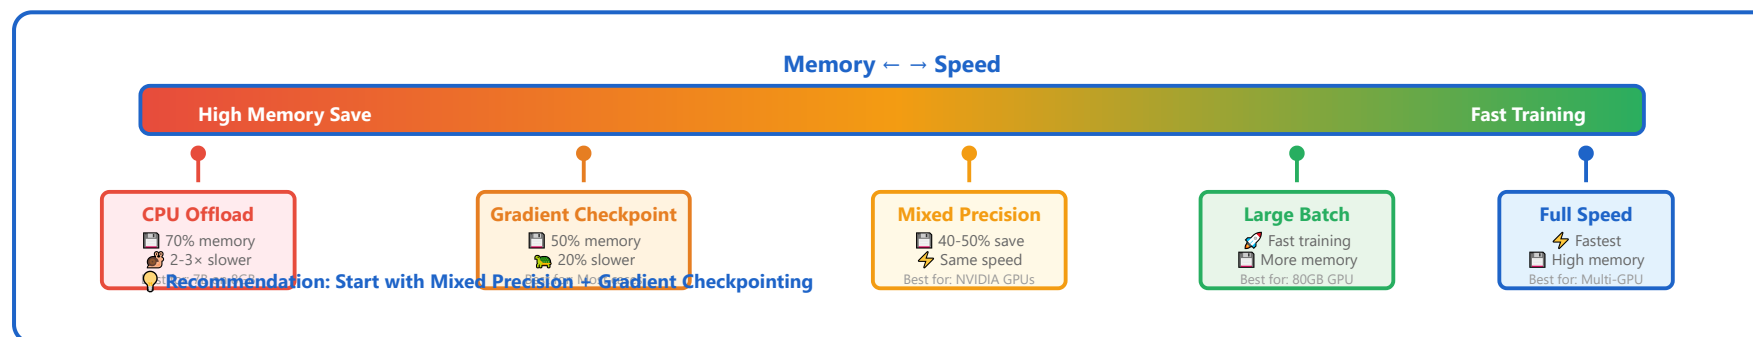 Memory ← → Speed
High Memory Save
Fast Training
CPU Offload
💾 70% memory
🐌 2-3× slower
Gradient Checkpoint
💾 50% memory
🐢 20% slower
Mixed Precision
💾 40-50% save
⚡ Same speed
Best for: NVIDIA GPUs
Large Batch
🚀 Fast training
💾 More memory
Best for: 80GB GPU
Full Speed
⚡ Fastest
💾 High memory
Best for: Multi-GPU
💡 Recommendation: Start with Mixed Precision + Gradient Checkpointing